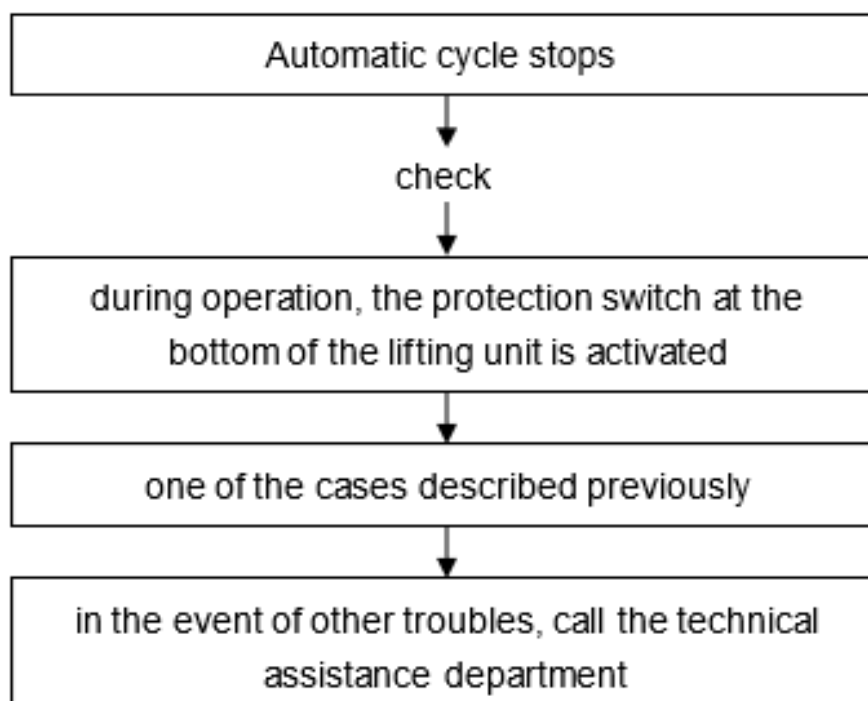 Automatic cycle stops
check
during operation, the protection switch at the
bottom of the lifting unit is activated
one of the cases described previously
in the event of other troubles, call the technical
assistance department